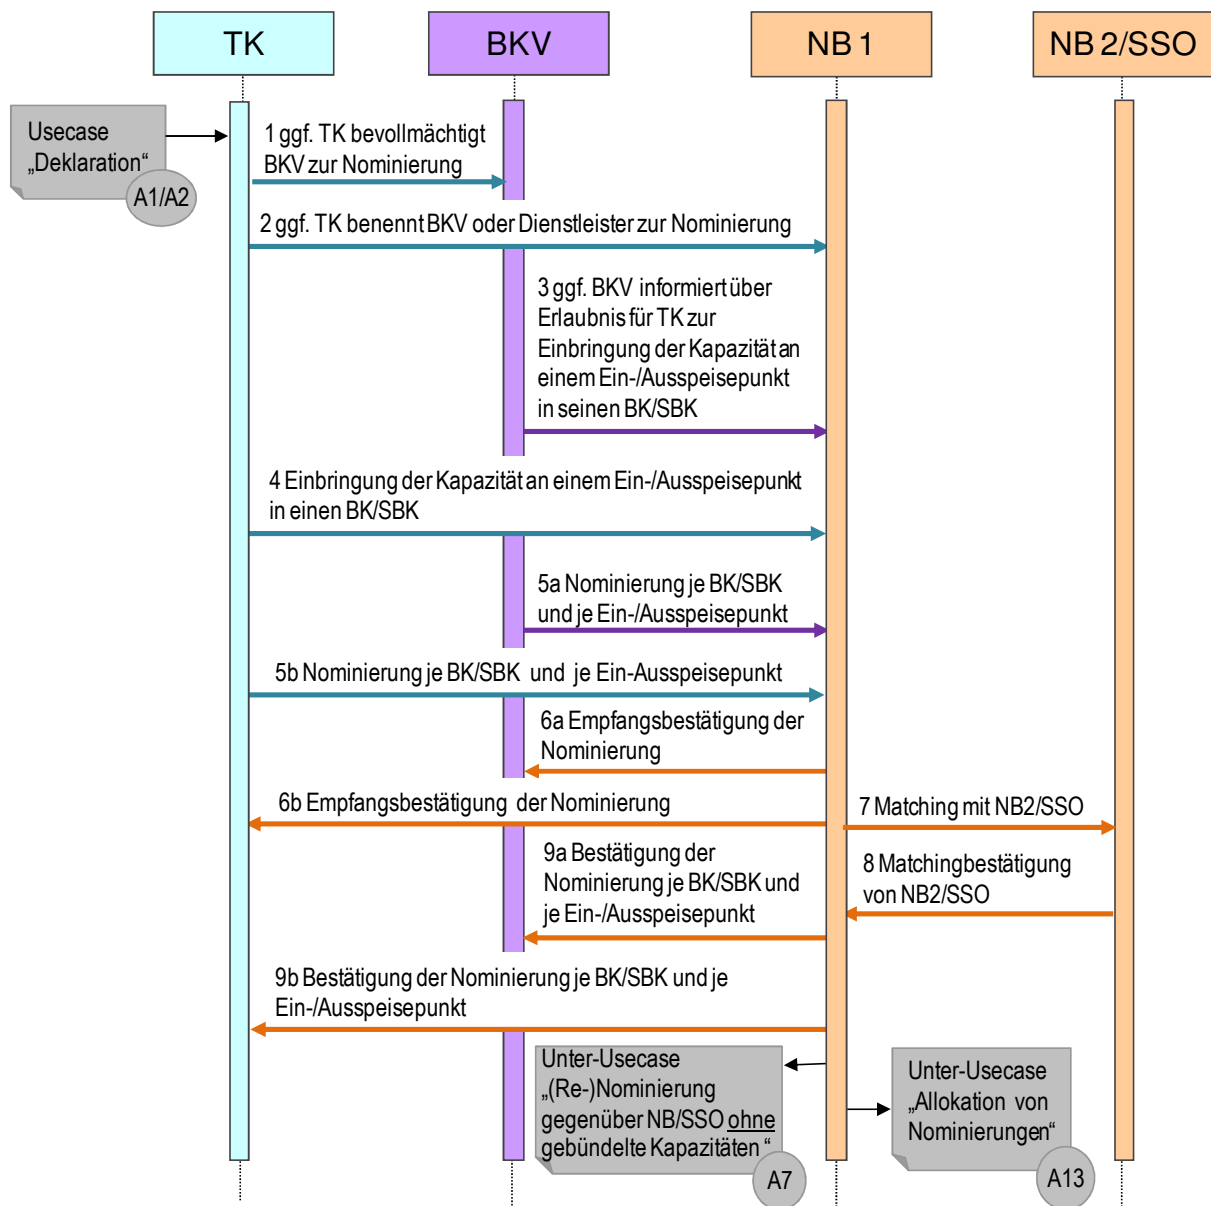 TK
BKV
NB 1
NB 2/SSO
Usecase
„Deklaration“
A1/A2
1 ggf. TK bevollmächtigt
BKV zur Nominierung
2 ggf. TK benennt BKV oder Dienstleister zur Nominierung
3 ggf. BKV informiert über
Erlaubnis für TK zur
Einbringung der Kapazität an
einem Ein-/Ausspeisepunkt
in seinen BK/SBK
4 Einbringung der Kapazität an einem Ein-/Ausspeisepunkt
in einen BK/SBK
5a Nominierung je BK/SBK
und je Ein-/Ausspeisepunkt
5b Nominierung je BK/SBK und je Ein-Ausspeisepunkt
6a Empfangsbestätigung der
Nominierung
6b Empfangsbestätigung der Nominierung
7 Matching mit NB2/SSO
8 Matchingbestätigung
von NB2/SSO
9a Bestätigung der
Nominierung je BK/SBK und
je Ein-/Ausspeisepunkt
9b Bestätigung der Nominierung je BK/SBK und je
Ein-/Ausspeisepunkt
Unter-Usecase
„(Re-)Nominierung
gegenüber NB/SSO ohne
gebündelte Kapazitäten “
A7
Unter-Usecase
„Allokation von
Nominierungen“
A13